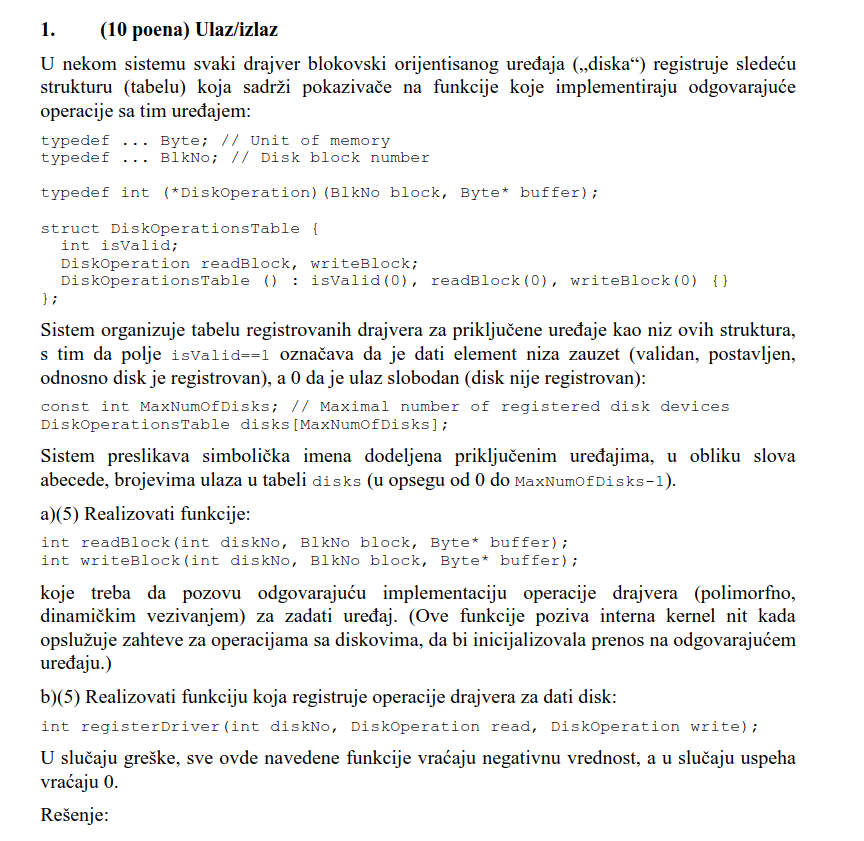 1. (10 poena) Ulaz/izlaz
U nekom sistemu svaki drajver blokovski orijentisanog uređaja („diska“) registruje sledeću
strukturu (tabelu) koja sadrži pokazivače na funkcije koje implementiraju odgovarajuće
operacije sa tim uređajem:
typedef ... Byte; // Unit of memory
typedef ... BlkNo; // Disk block number
typedef int (*DiskOperation)(BlkNo block, Byte* buffer);
struct DiskOperationsTable {
int isValid;
DiskOperation readBlock, writeBlock;
DiskOperationsTable () : isValid(0), readBlock(0), writeBlock(0) {}
};
Sistem organizuje tabelu registrovanih drajvera za priključene uređaje kao niz ovih struktura,
s tim da polje isValid==1 označava da je dati element niza zauzet (validan, postavljen,
odnosno disk je registrovan), a 0 da je ulaz slobodan (disk nije registrovan):
const int MaxNumOfDisks; // Maximal number of registered disk devices
DiskOperationsTable disks[MaxNumOfDisks];
Sistem preslikava simbolička imena dodeljena priključenim uređajima, u obliku slova
abecede, brojevima ulaza u tabeli disks (u opsegu od 0 do MaxNumOfDisks-1).
a)(5) Realizovati funkcije:
int readBlock(int diskNo, BlkNo block, Byte* buffer);
int writeBlock(int diskNo, BlkNo block, Byte* buffer);
koje treba da pozovu odgovarajuću implementaciju operacije drajvera (polimorfno,
dinamičkim vezivanjem) za zadati uređaj. (Ove funkcije poziva interna kernel nit kada
opslužuje zahteve za operacijama sa diskovima, da bi inicijalizovala prenos na odgovarajućem
uređaju.)
b)(5) Realizovati funkciju koja registruje operacije drajvera za dati disk:
int registerDriver(int diskNo, DiskOperation read, DiskOperation write);
U slučaju greške, sve ovde navedene funkcije vraćaju negativnu vrednost, a u slučaju uspeha
vraćaju 0.
Rešenje: